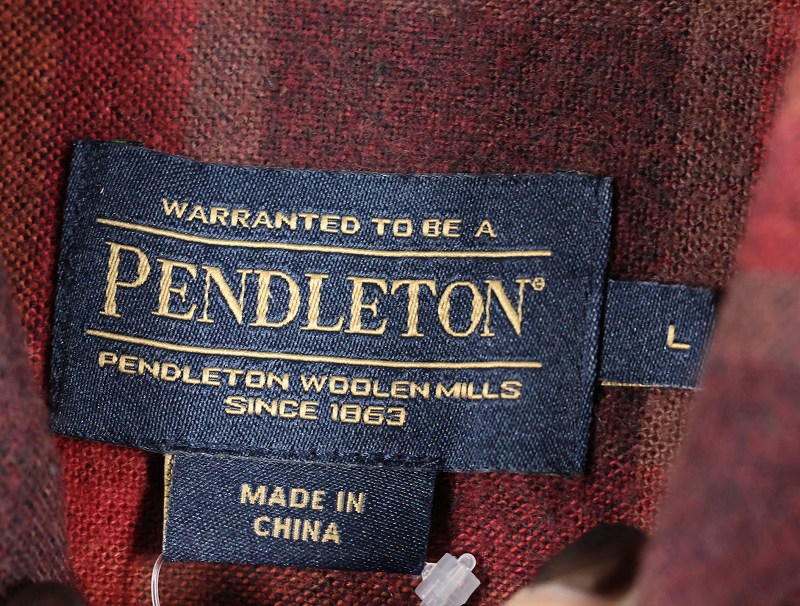 WARRANTED TO BE A
PENDLETON®
PENDLETON WOOLEN MILLS
SINCE 1863
L
MADE IN
CHINA